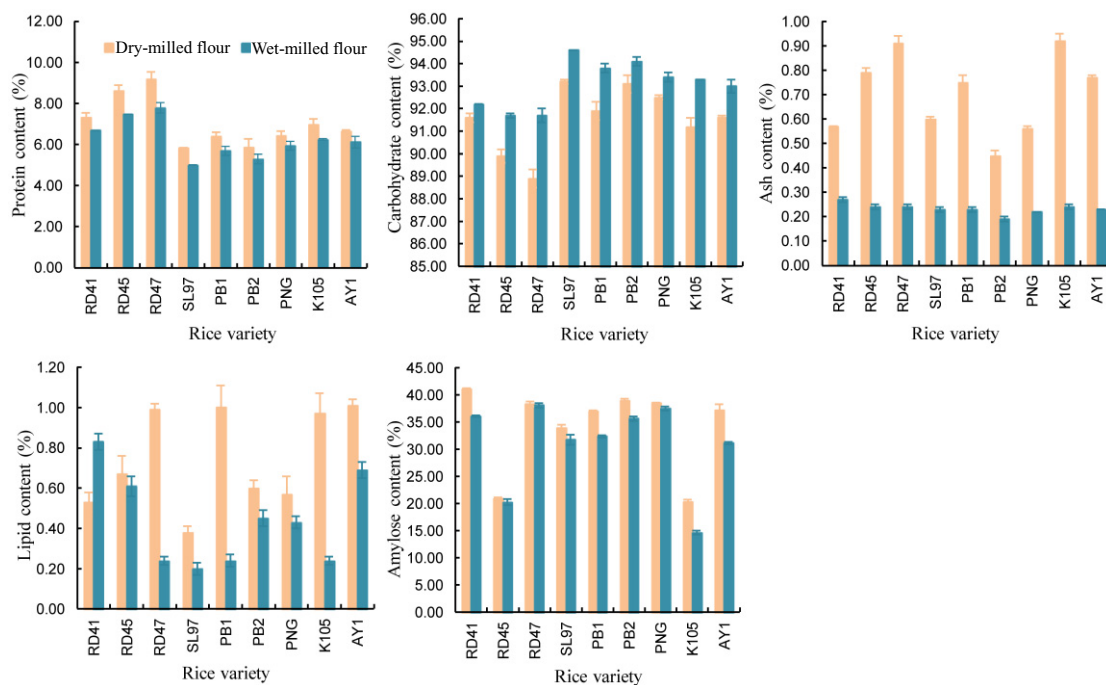 Protein content (%)
12.00
10.00
8.00
6.00
4.00
2.00
0.00
Dry-milled flour
Wet-milled flour
RD41
RD45
RD47
SL97
PB1
PB2
PNG
K105
AY1
Rice variety
Carbohydrate content (%)
96.00
95.00
94.00
93.00
92.00
91.00
90.00
89.00
88.00
87.00
86.00
85.00
RD41
RD45
RD47
SL97
PB1
PB2
PNG
K105
AY1
Rice variety
Ash content (%)
1.00
0.90
0.80
0.70
0.60
0.50
0.40
0.30
0.20
0.10
0.00
RD41
RD45
RD47
SL97
PB1
PB2
PNG
K105
AY1
Rice variety
Lipid content (%)
1.20
1.00
0.80
0.60
0.40
0.20
0.00
RD41
RD45
RD47
SL97
PB1
PB2
PNG
K105
AY1
Rice variety
Amylose content (%)
45.00
40.00
35.00
30.00
25.00
20.00
15.00
10.00
5.00
0.00
RD41
RD45
RD47
SL97
PB1
PB2
PNG
K105
AY1
Rice variety